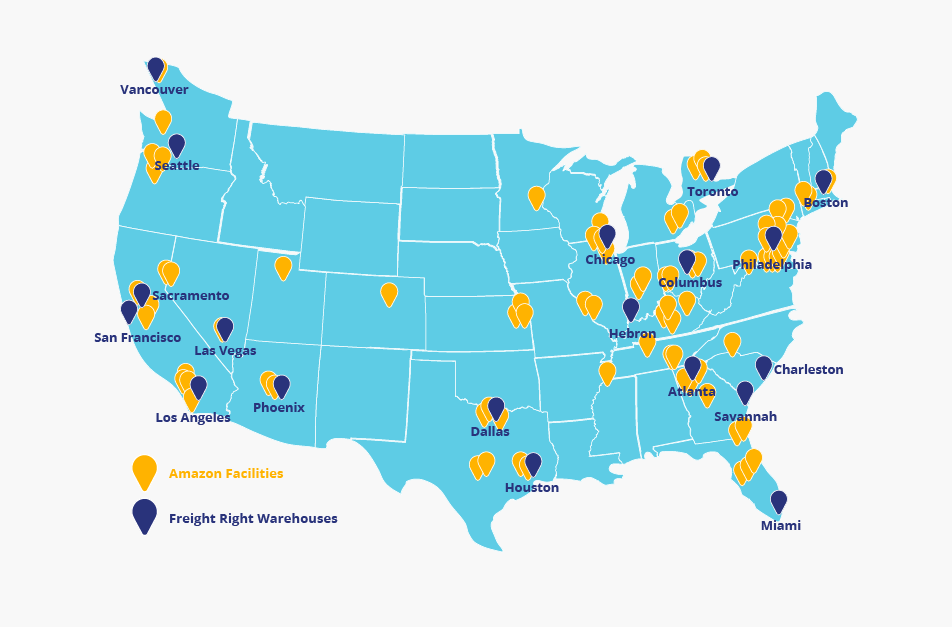 Vancouver
Seattle
Toronto
Boston
Chicago
Philadelphia
Columbus
Sacramento
San Francisco
Hebron
Las Vegas
Charleston
Atlanta
Phoenix
Los Angeles
Savannah
Dallas
Houston
Miami
Amazon Facilities
Freight Right Warehouses